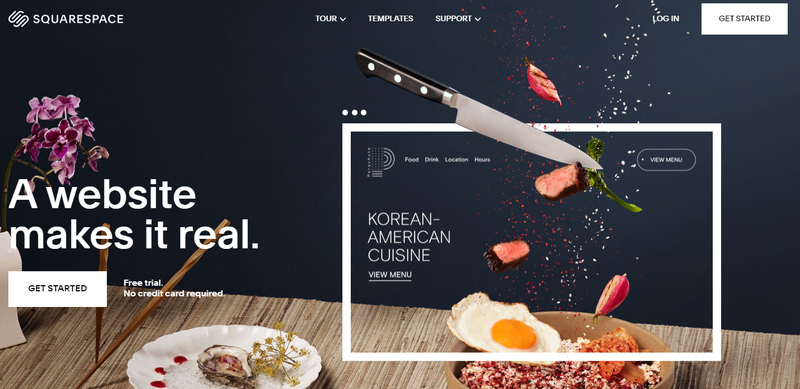 SQUARESPACE
TOUR
TEMPLATES
SUPPORT
LOG IN
GET STARTED
A website
makes it real.
GET STARTED
Free trial.
No credit card required.
Food Drink Location Hours
VIEW MENU
KOREAN-
AMERICAN
CUISINE
VIEW MENU